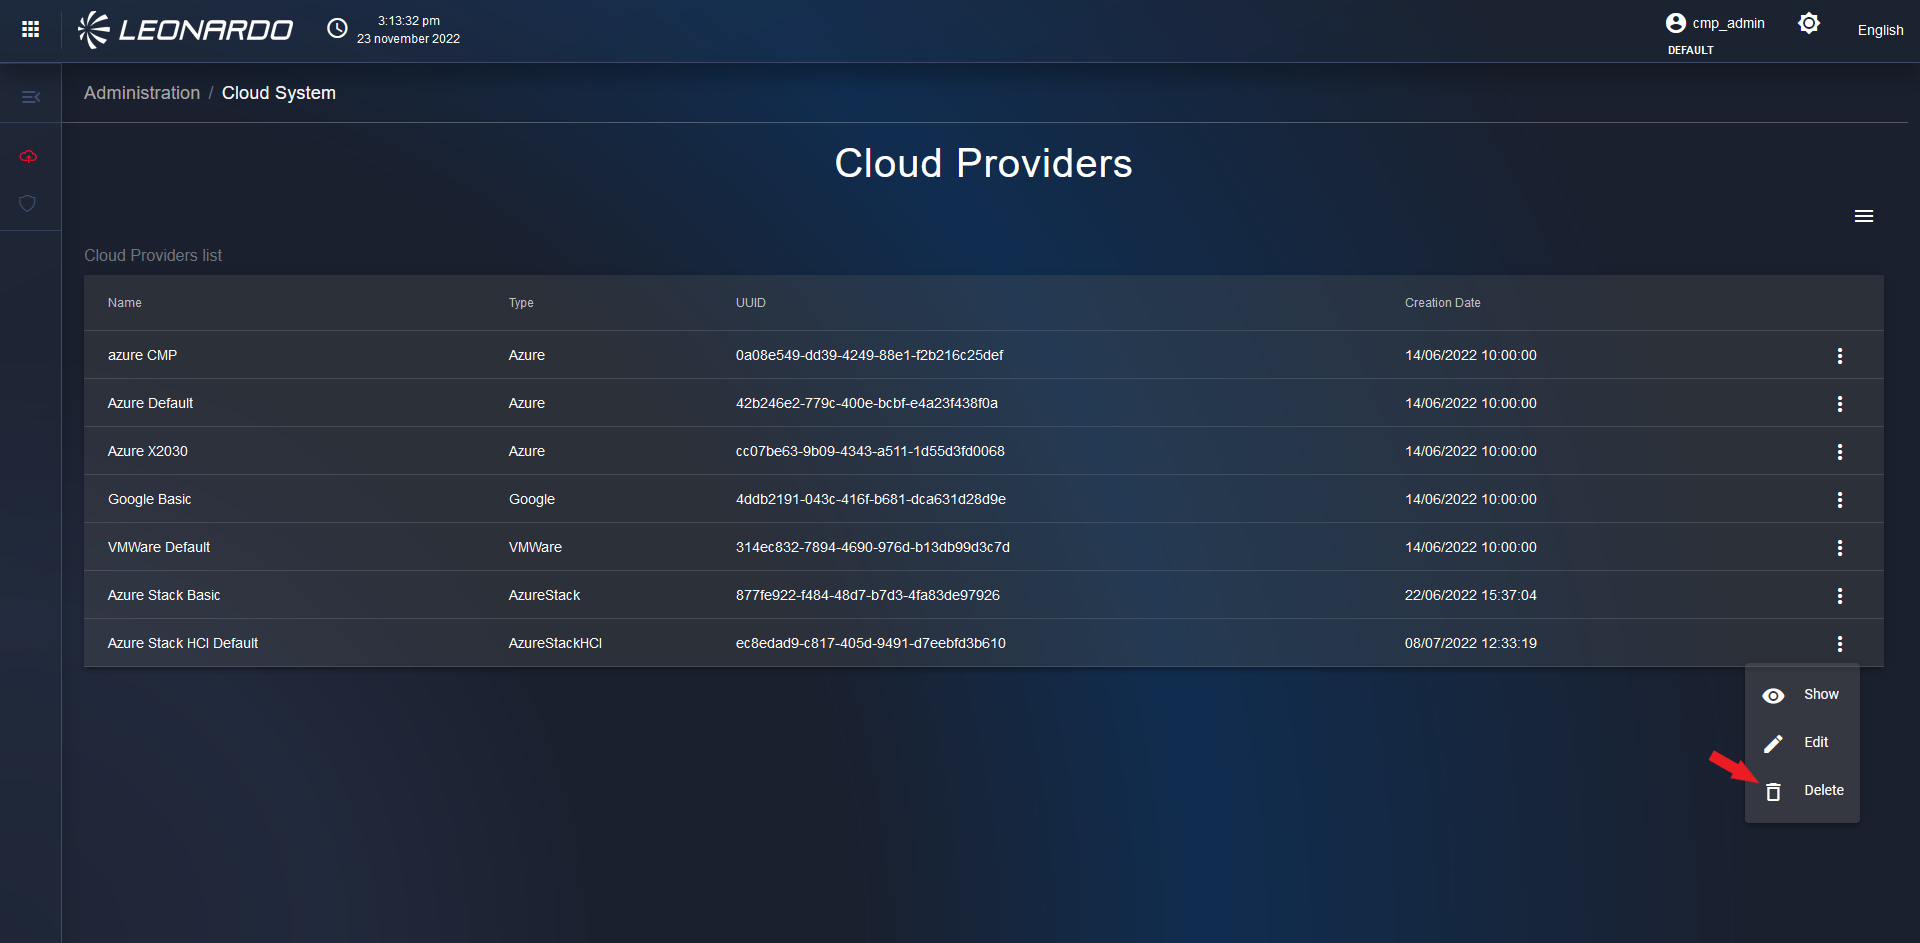 LEONARDO
3:13:32 pm
23 november 2022
cmp_admin
DEFAULT
English
Administration / Cloud System
Cloud Providers
Cloud Providers list
Name Type UUID Creation Date
azure CMP Azure 0a08e549-dd39-4249-88e1-f2b216c25def 14/06/2022 10:00:00
Azure Default Azure 42b246e2-779c-400e-bcbf-e4a23f438f0a 14/06/2022 10:00:00
Azure X2030 Azure cc07be63-9b09-4343-a511-1d55d3fd0068 14/06/2022 10:00:00
Google Basic Google 4ddb2191-043c-416f-b681-dca631d28d9e 14/06/2022 10:00:00
VMWare Default VMWare 314ec832-7894-4690-976d-b13db99d3c7d 14/06/2022 10:00:00
Azure Stack Basic AzureStack 877fe922-f484-48d7-b7d3-4fa83de97926 22/06/2022 15:37:04
Azure Stack HCI Default AzureStackHCI ec8edad9-c817-405d-9491-d7eebfd3b610 08/07/2022 12:33:19
Show
Edit
Delete